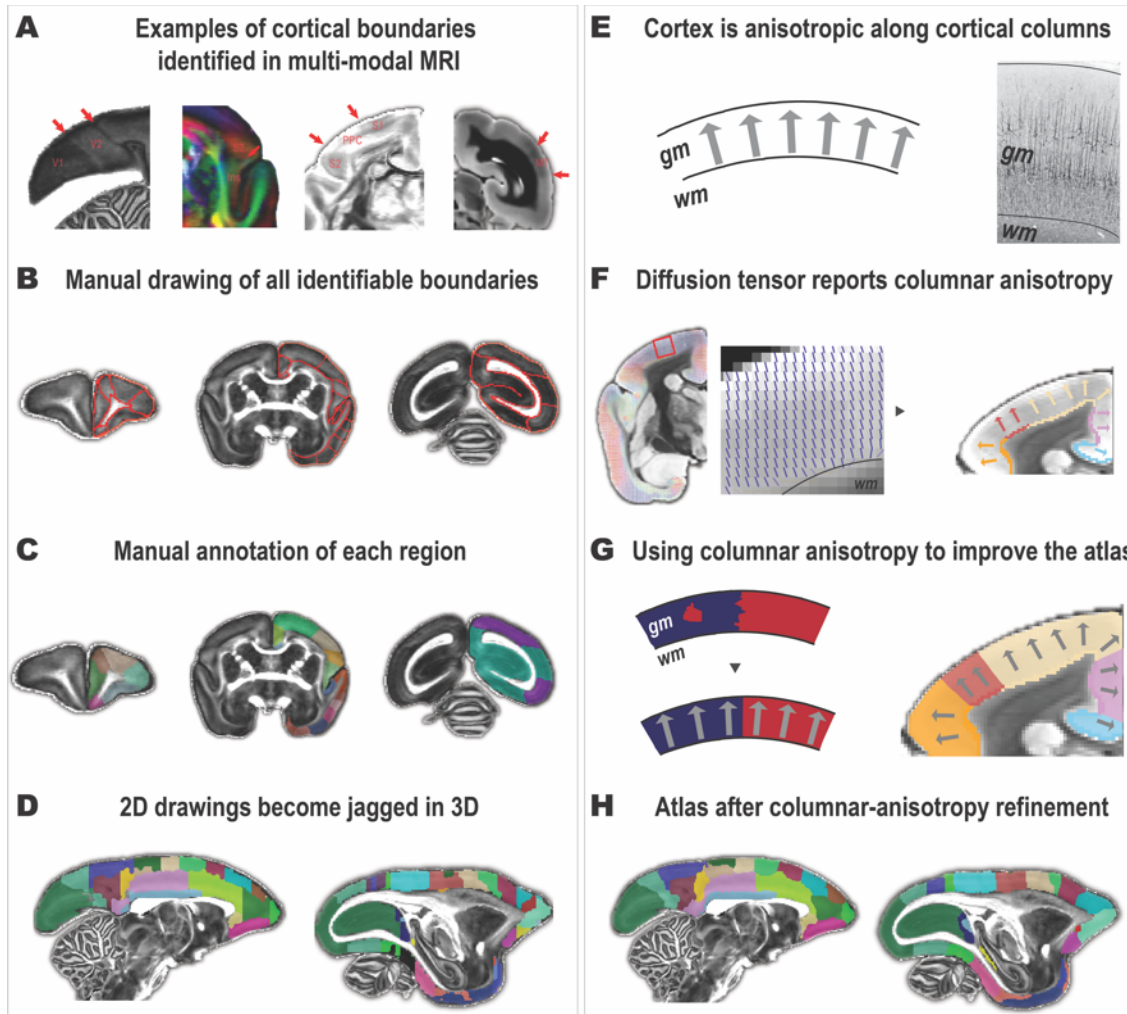 A
Examples of cortical boundaries
identified in multi-modal MRI
V1
V2
S2
Ins
S2
PPC
S1
B
Manual drawing of all identifiable boundaries
C
Manual annotation of each region
D
2D drawings become jagged in 3D
E
Cortex is anisotropic along cortical columns
gm
wm
gm
wm
F
Diffusion tensor reports columnar anisotropy
wm
G
Using columnar anisotropy to improve the atlas
gm
wm
H
Atlas after columnar-anisotropy refinement